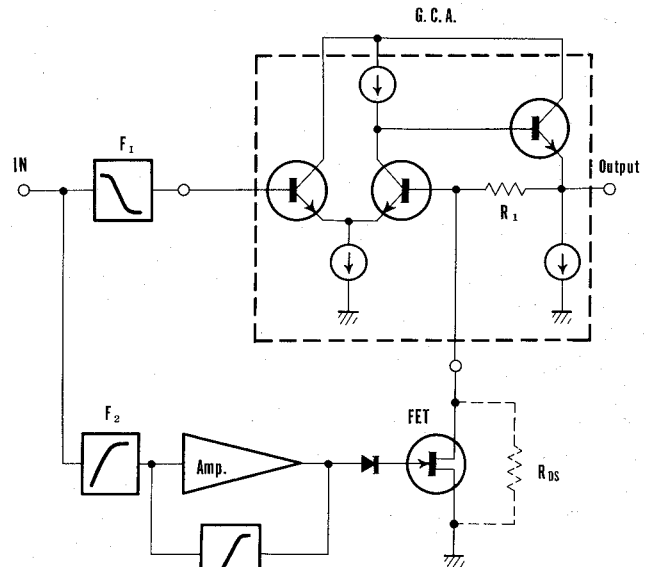 G.C.A.
F1
IN
Output
R1
F2
FET
Amp.
RDS